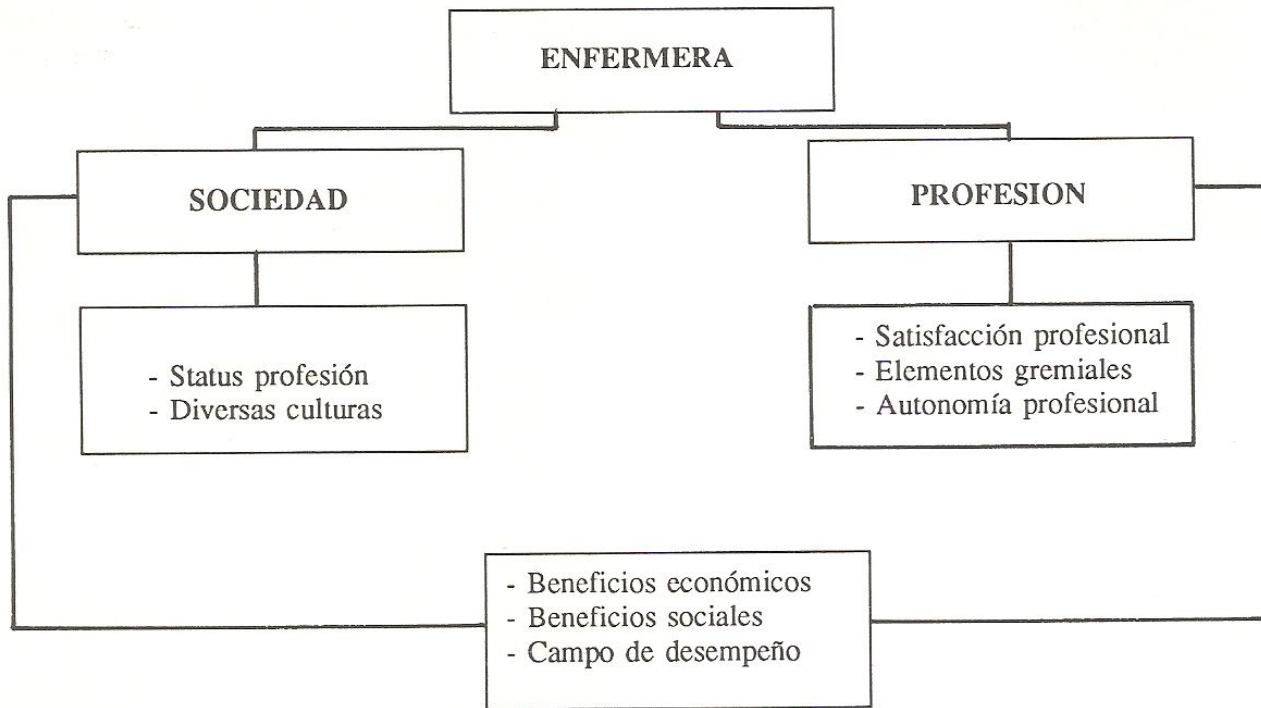 ENFERMERA
SOCIEDAD
PROFESION
- Status profesión
- Diversas culturas
- Satisfacción profesional
- Elementos gremiales
- Autonomía profesional
- Beneficios económicos
- Beneficios sociales
- Campo de desempeño